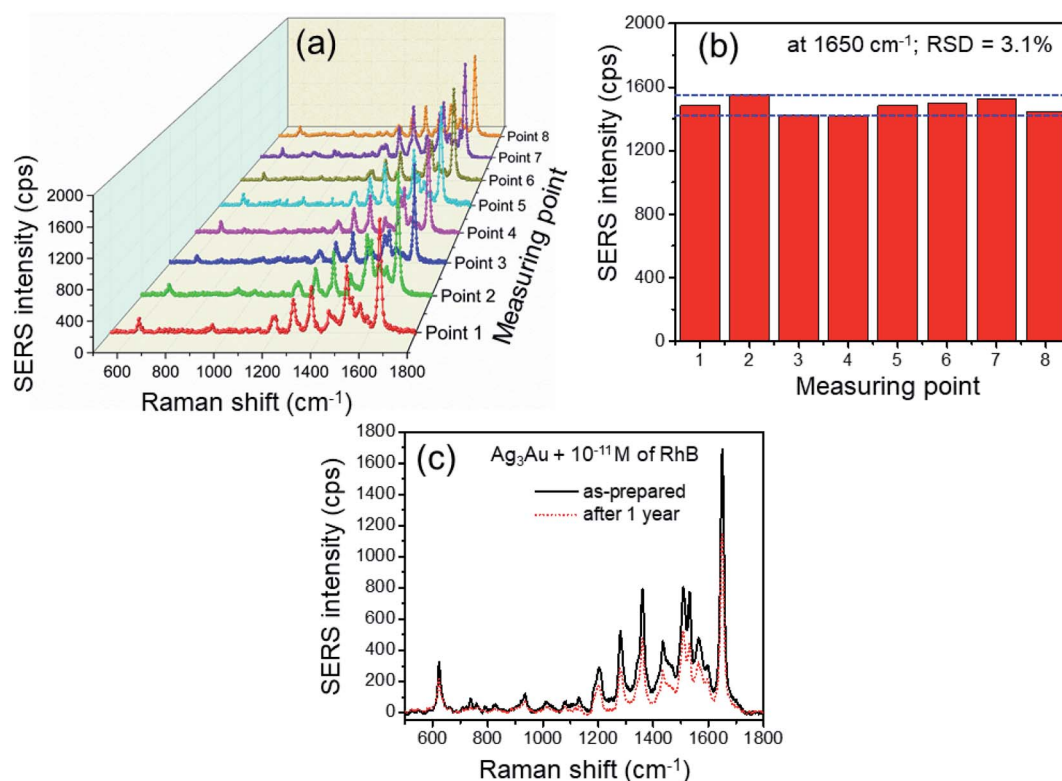 (a)
SERS intensity (cps)
2000
1600
1200
800
400
0
600 800 1000 1200 1400 1600 1800
Raman shift (cm⁻¹)
Point 8
Point 7
Point 6
Point 5
Point 4
Point 3
Point 2
Point 1
Measuring point
(b)
at 1650 cm⁻¹; RSD = 3.1%
SERS intensity (cps)
2000
1600
1200
800
400
0
1 2 3 4 5 6 7 8
Measuring point
(c)
Ag₃Au + 10⁻¹¹ M of RhB
as-prepared
after 1 year
SERS intensity (cps)
1800
1600
1400
1200
1000
800
600
400
200
0
600 800 1000 1200 1400 1600 1800
Raman shift (cm⁻¹)